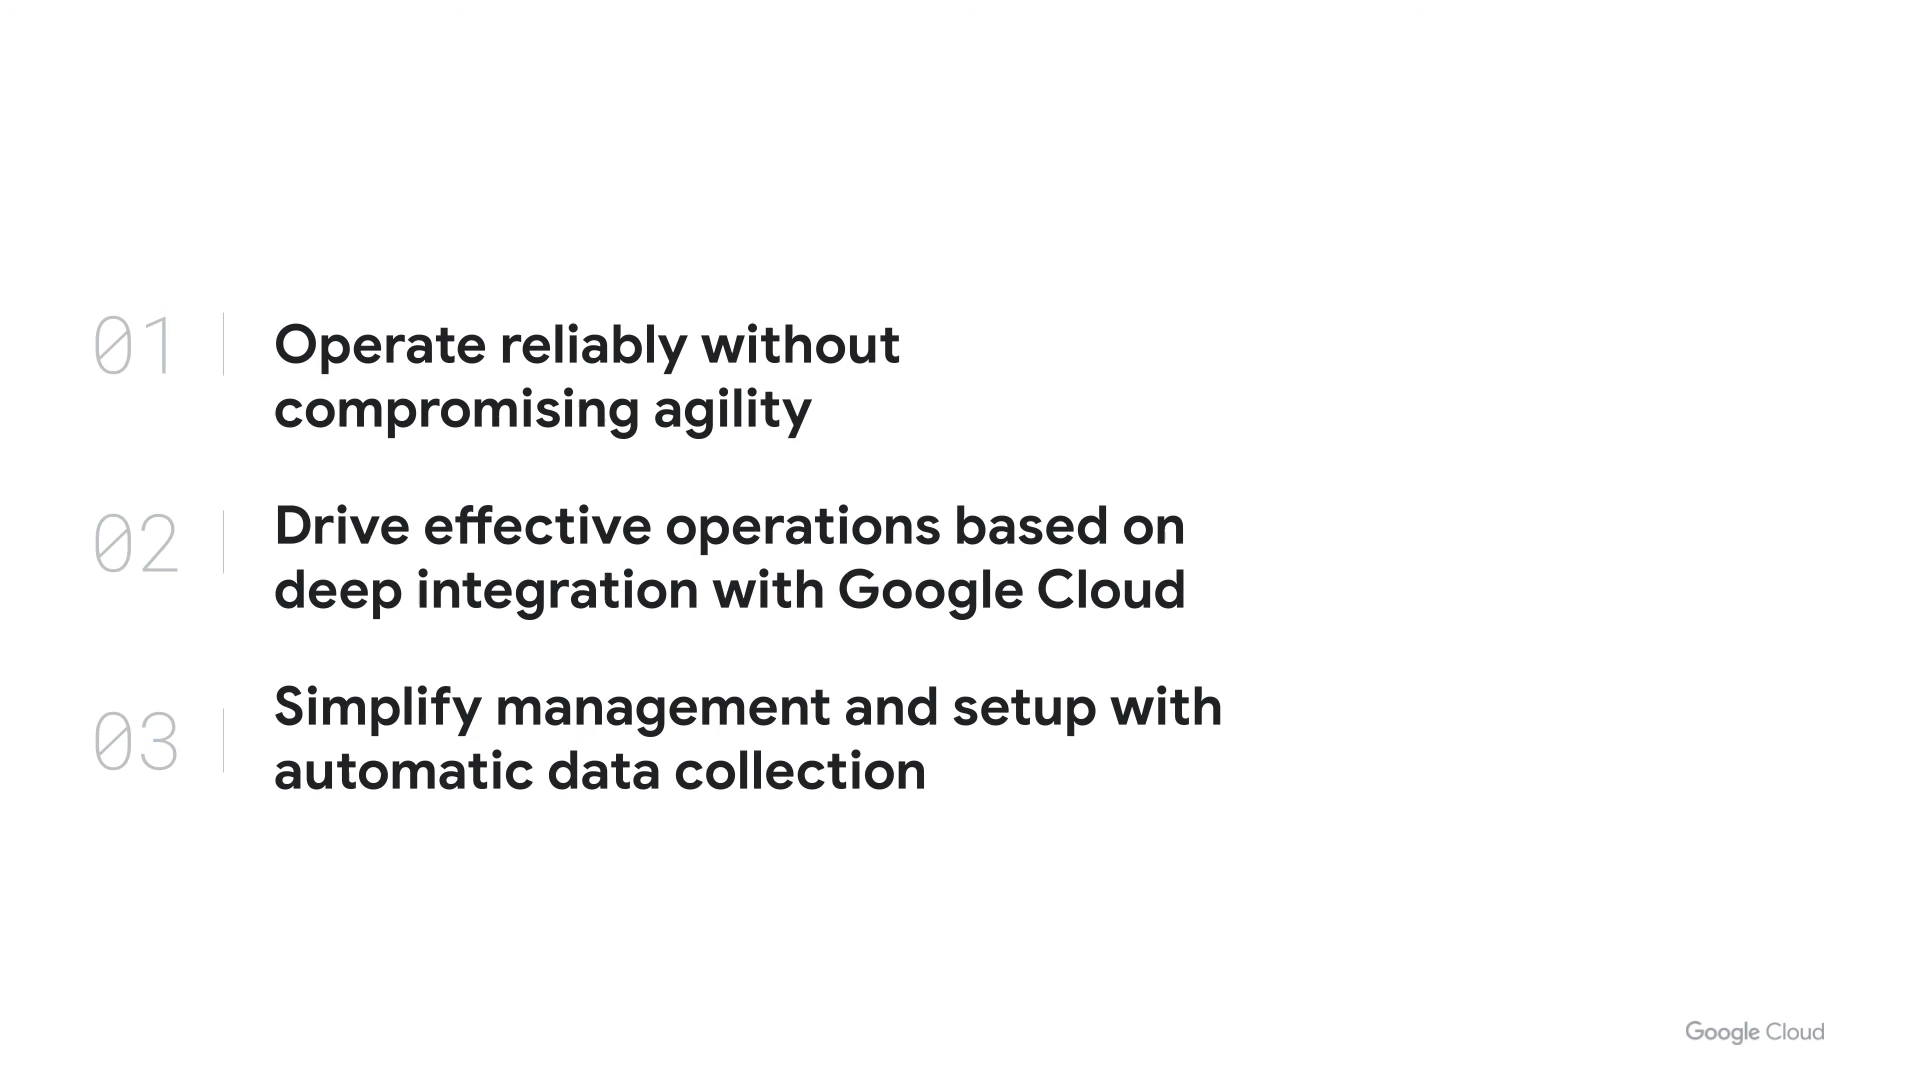 01
Operate reliably without
compromising agility
02
Drive effective operations based on
deep integration with Google Cloud
03
Simplify management and setup with
automatic data collection
Google Cloud